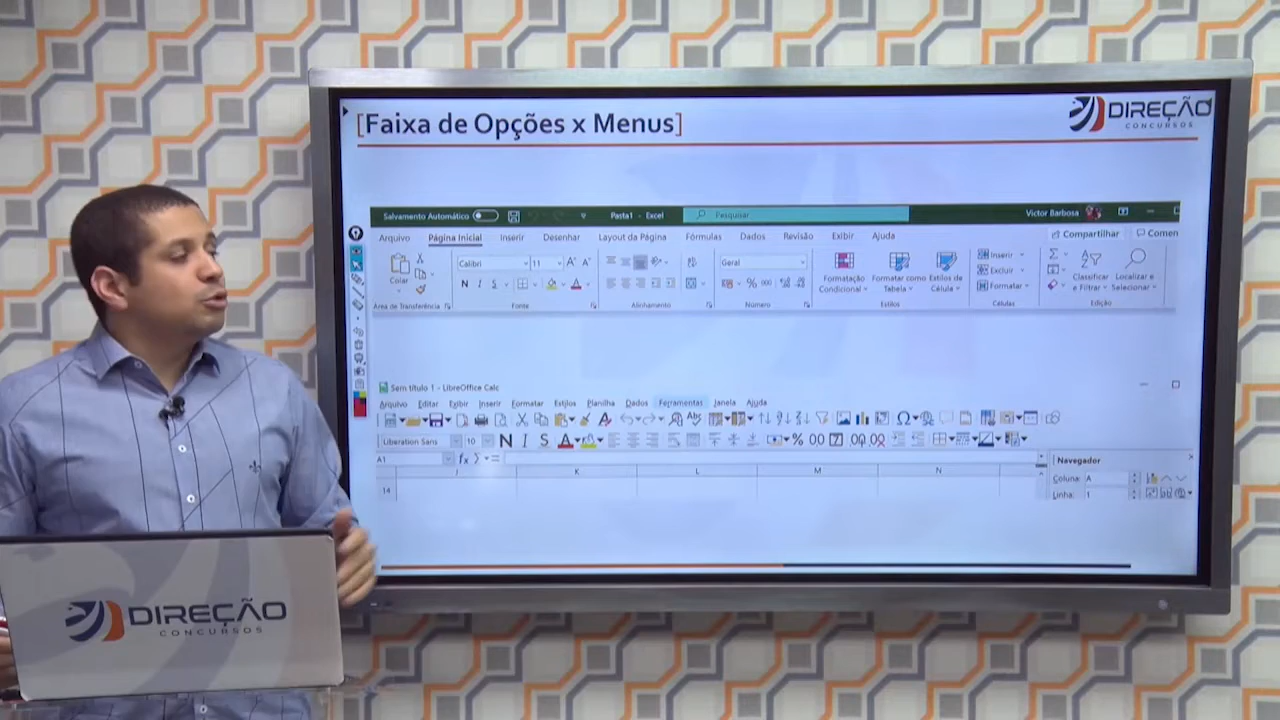 [Faixa de Opções x Menus]
DIREÇÃO
CONCURSOS
Salvamento Automático
Pasta1 - Excel
Pesquisar
Victor Barbosa
Arquivo Página Inicial Inserir Desenhar Layout da Página Fórmulas Dados Revisão Exibir Ajuda
Compartilhar Comen
Colar
Calibri 11
Geral
Formatação Condicional
Formatar como Tabela
Estilos de Célula
Inserir
Excluir
Formatar
Classificar e Filtrar
Localizar e Selecionar
N I S
% 000
Área de Transferência Fonte Alinhamento Número Estilos Células Edição
Sem título 1 - LibreOffice Calc
Arquivo Editar Exibir Inserir Formatar Estilos Planilha Dados Ferramentas Janela Ajuda
Liberation Sans 10 N I S
A1
K L M N
14
Navegador
Coluna: A
Linha: 1
DIREÇÃO
CONCURSOS